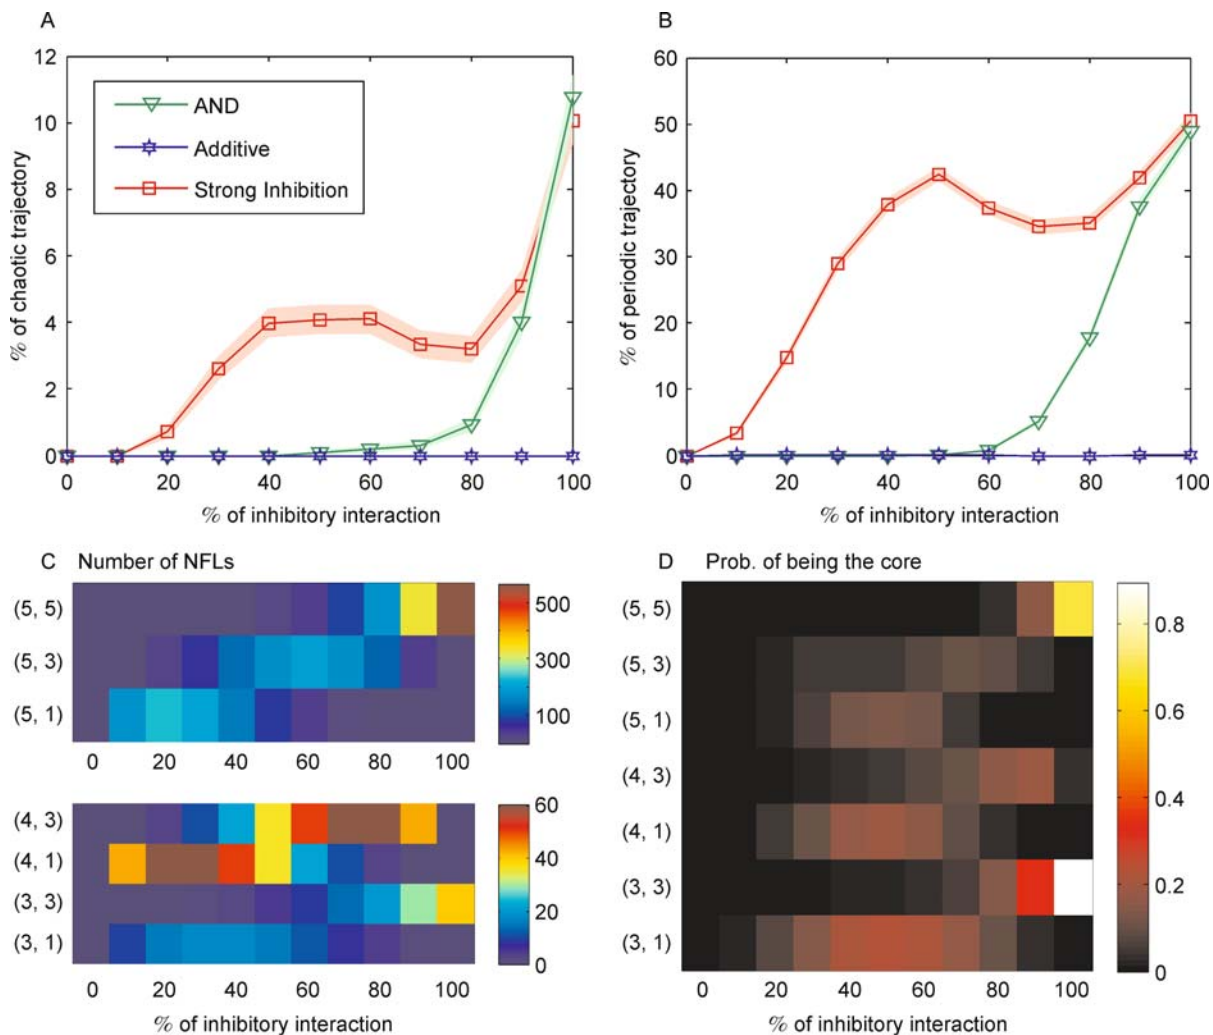 A
12
10
8
6
4
2
0
% of chaotic trajectory
AND
Additive
Strong Inhibition
0 20 40 60 80 100
% of inhibitory interaction
B
60
50
40
30
20
10
0
% of periodic trajectory
0 20 40 60 80 100
% of inhibitory interaction
C Number of NFLs
(5, 5)
(5, 3)
(5, 1)
500
300
100
0 20 40 60 80 100
(4, 3)
(4, 1)
(3, 3)
(3, 1)
60
40
20
0
0 20 40 60 80 100
% of inhibitory interaction
D Prob. of being the core
(5, 5)
(5, 3)
(5, 1)
(4, 3)
(4, 1)
(3, 3)
(3, 1)
0.8
0.6
0.4
0.2
0
0 20 40 60 80 100
% of inhibitory interaction